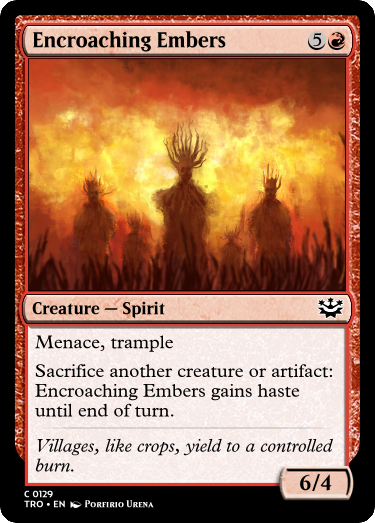 Encroaching Embers 5
Creature — Spirit
Menace, trample
Sacrifice another creature or artifact:
Encroaching Embers gains haste
until end of turn.
Villages, like crops, yield to a controlled
burn.
6/4
C 0129
TRO • EN Porfirio Urena